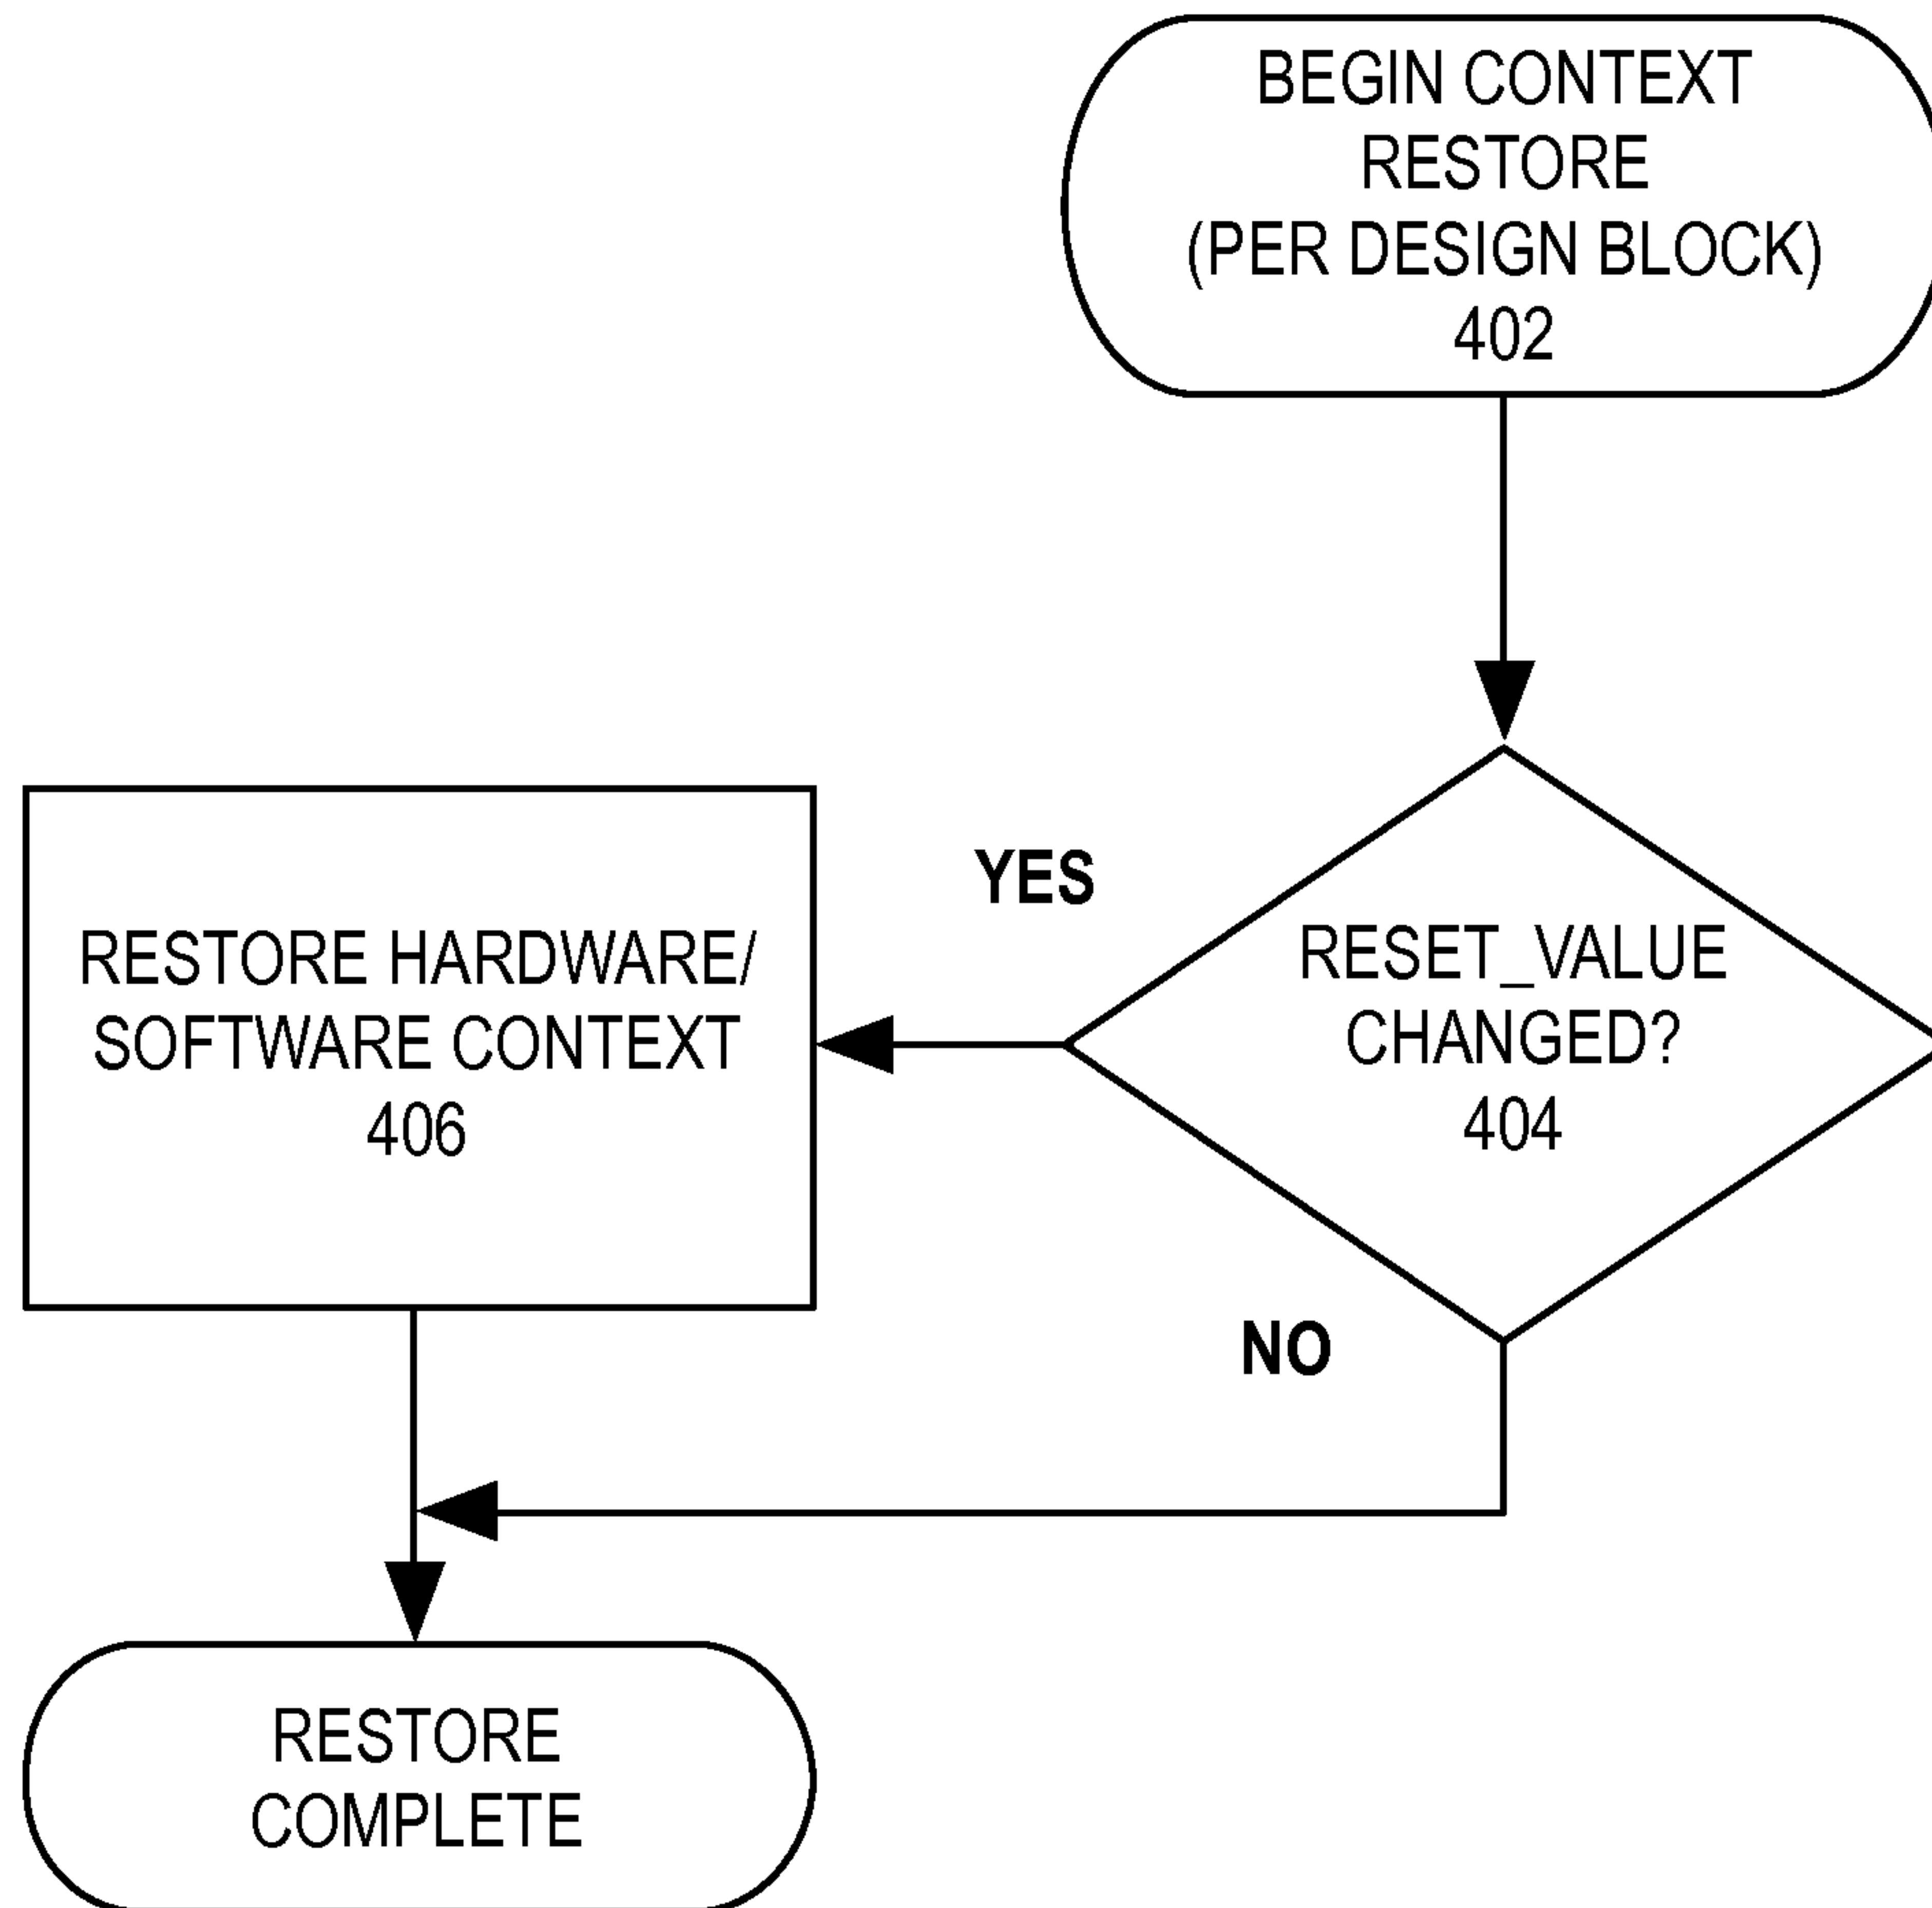 BEGIN CONTEXT
RESTORE
(PER DESIGN BLOCK)
402
YES
RESET_VALUE
CHANGED?
404
RESTORE HARDWARE/
SOFTWARE CONTEXT
406
NO
RESTORE
COMPLETE